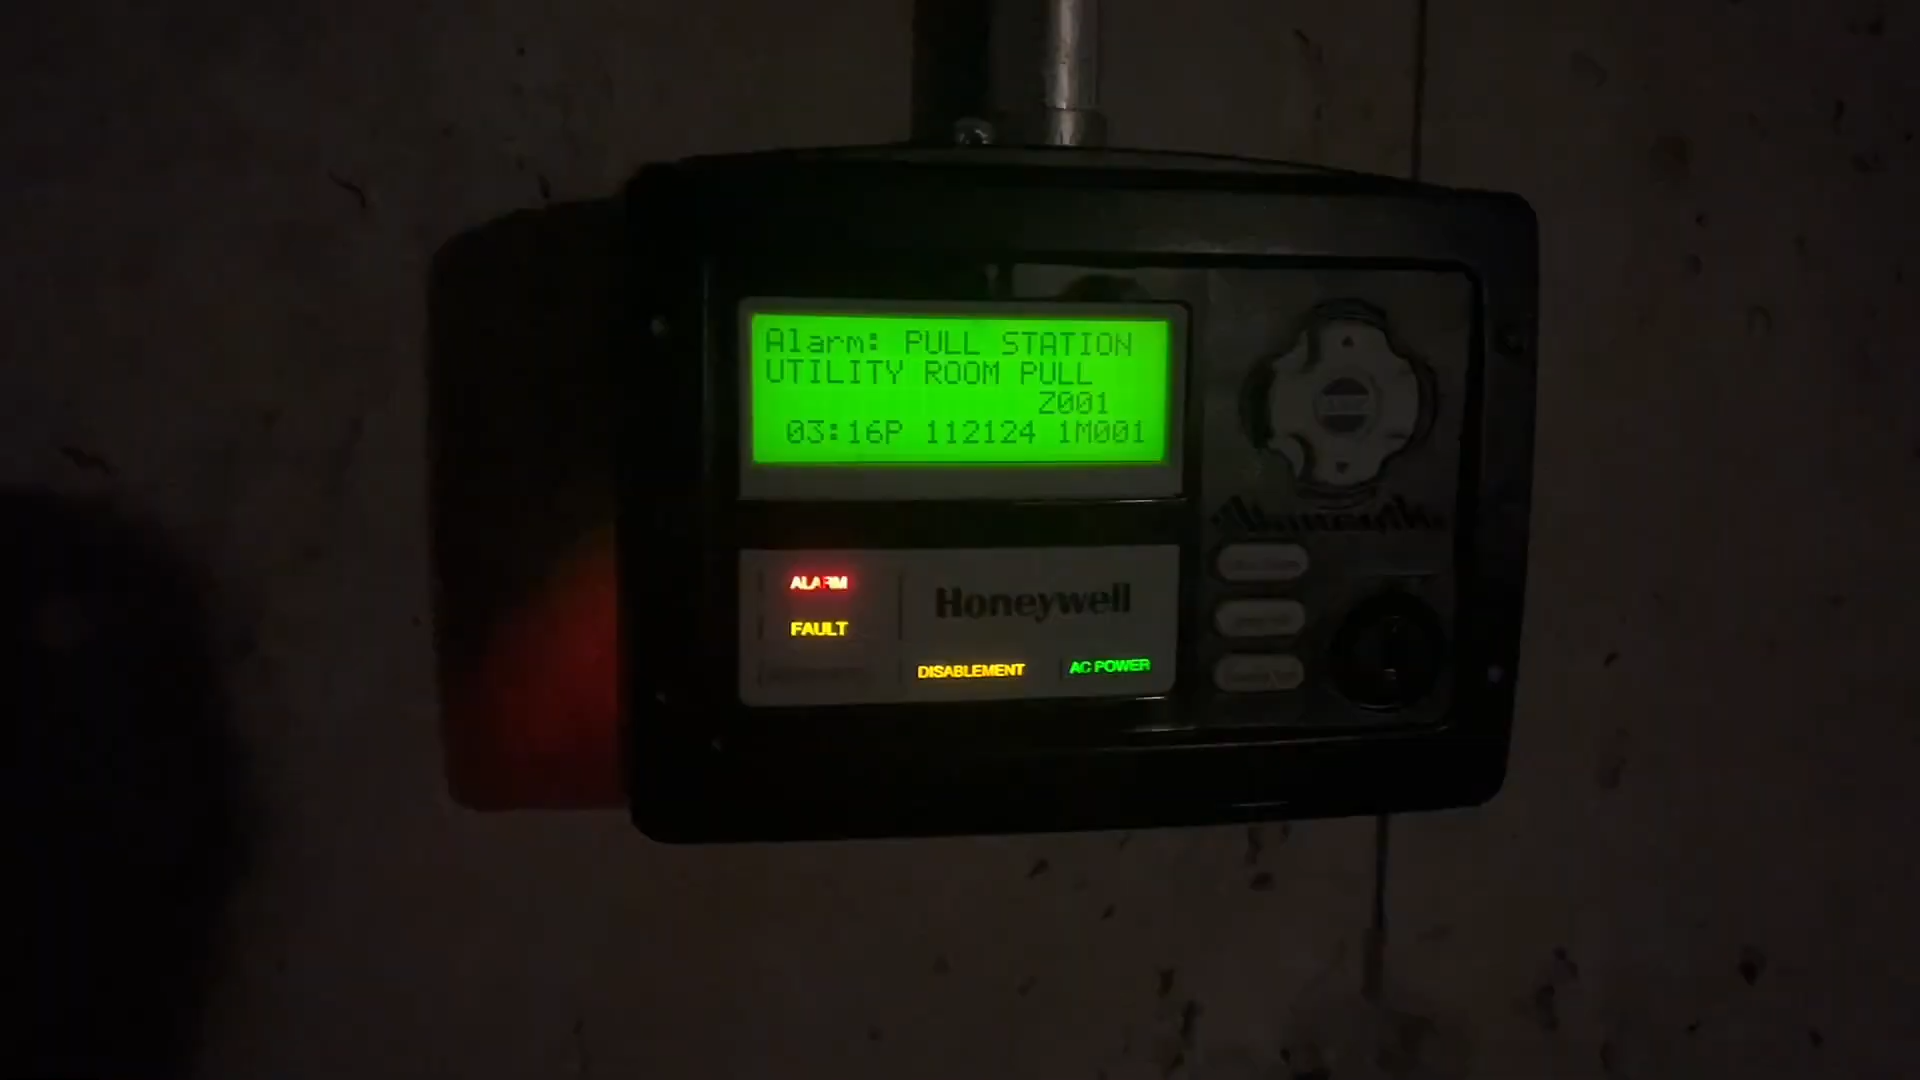 Alarm: PULL STATION
UTILITY ROOM PULL
Z001
03:16P 112124 1M001
ALARM
FAULT
Honeywell
DISABLEMENT
AC POWER